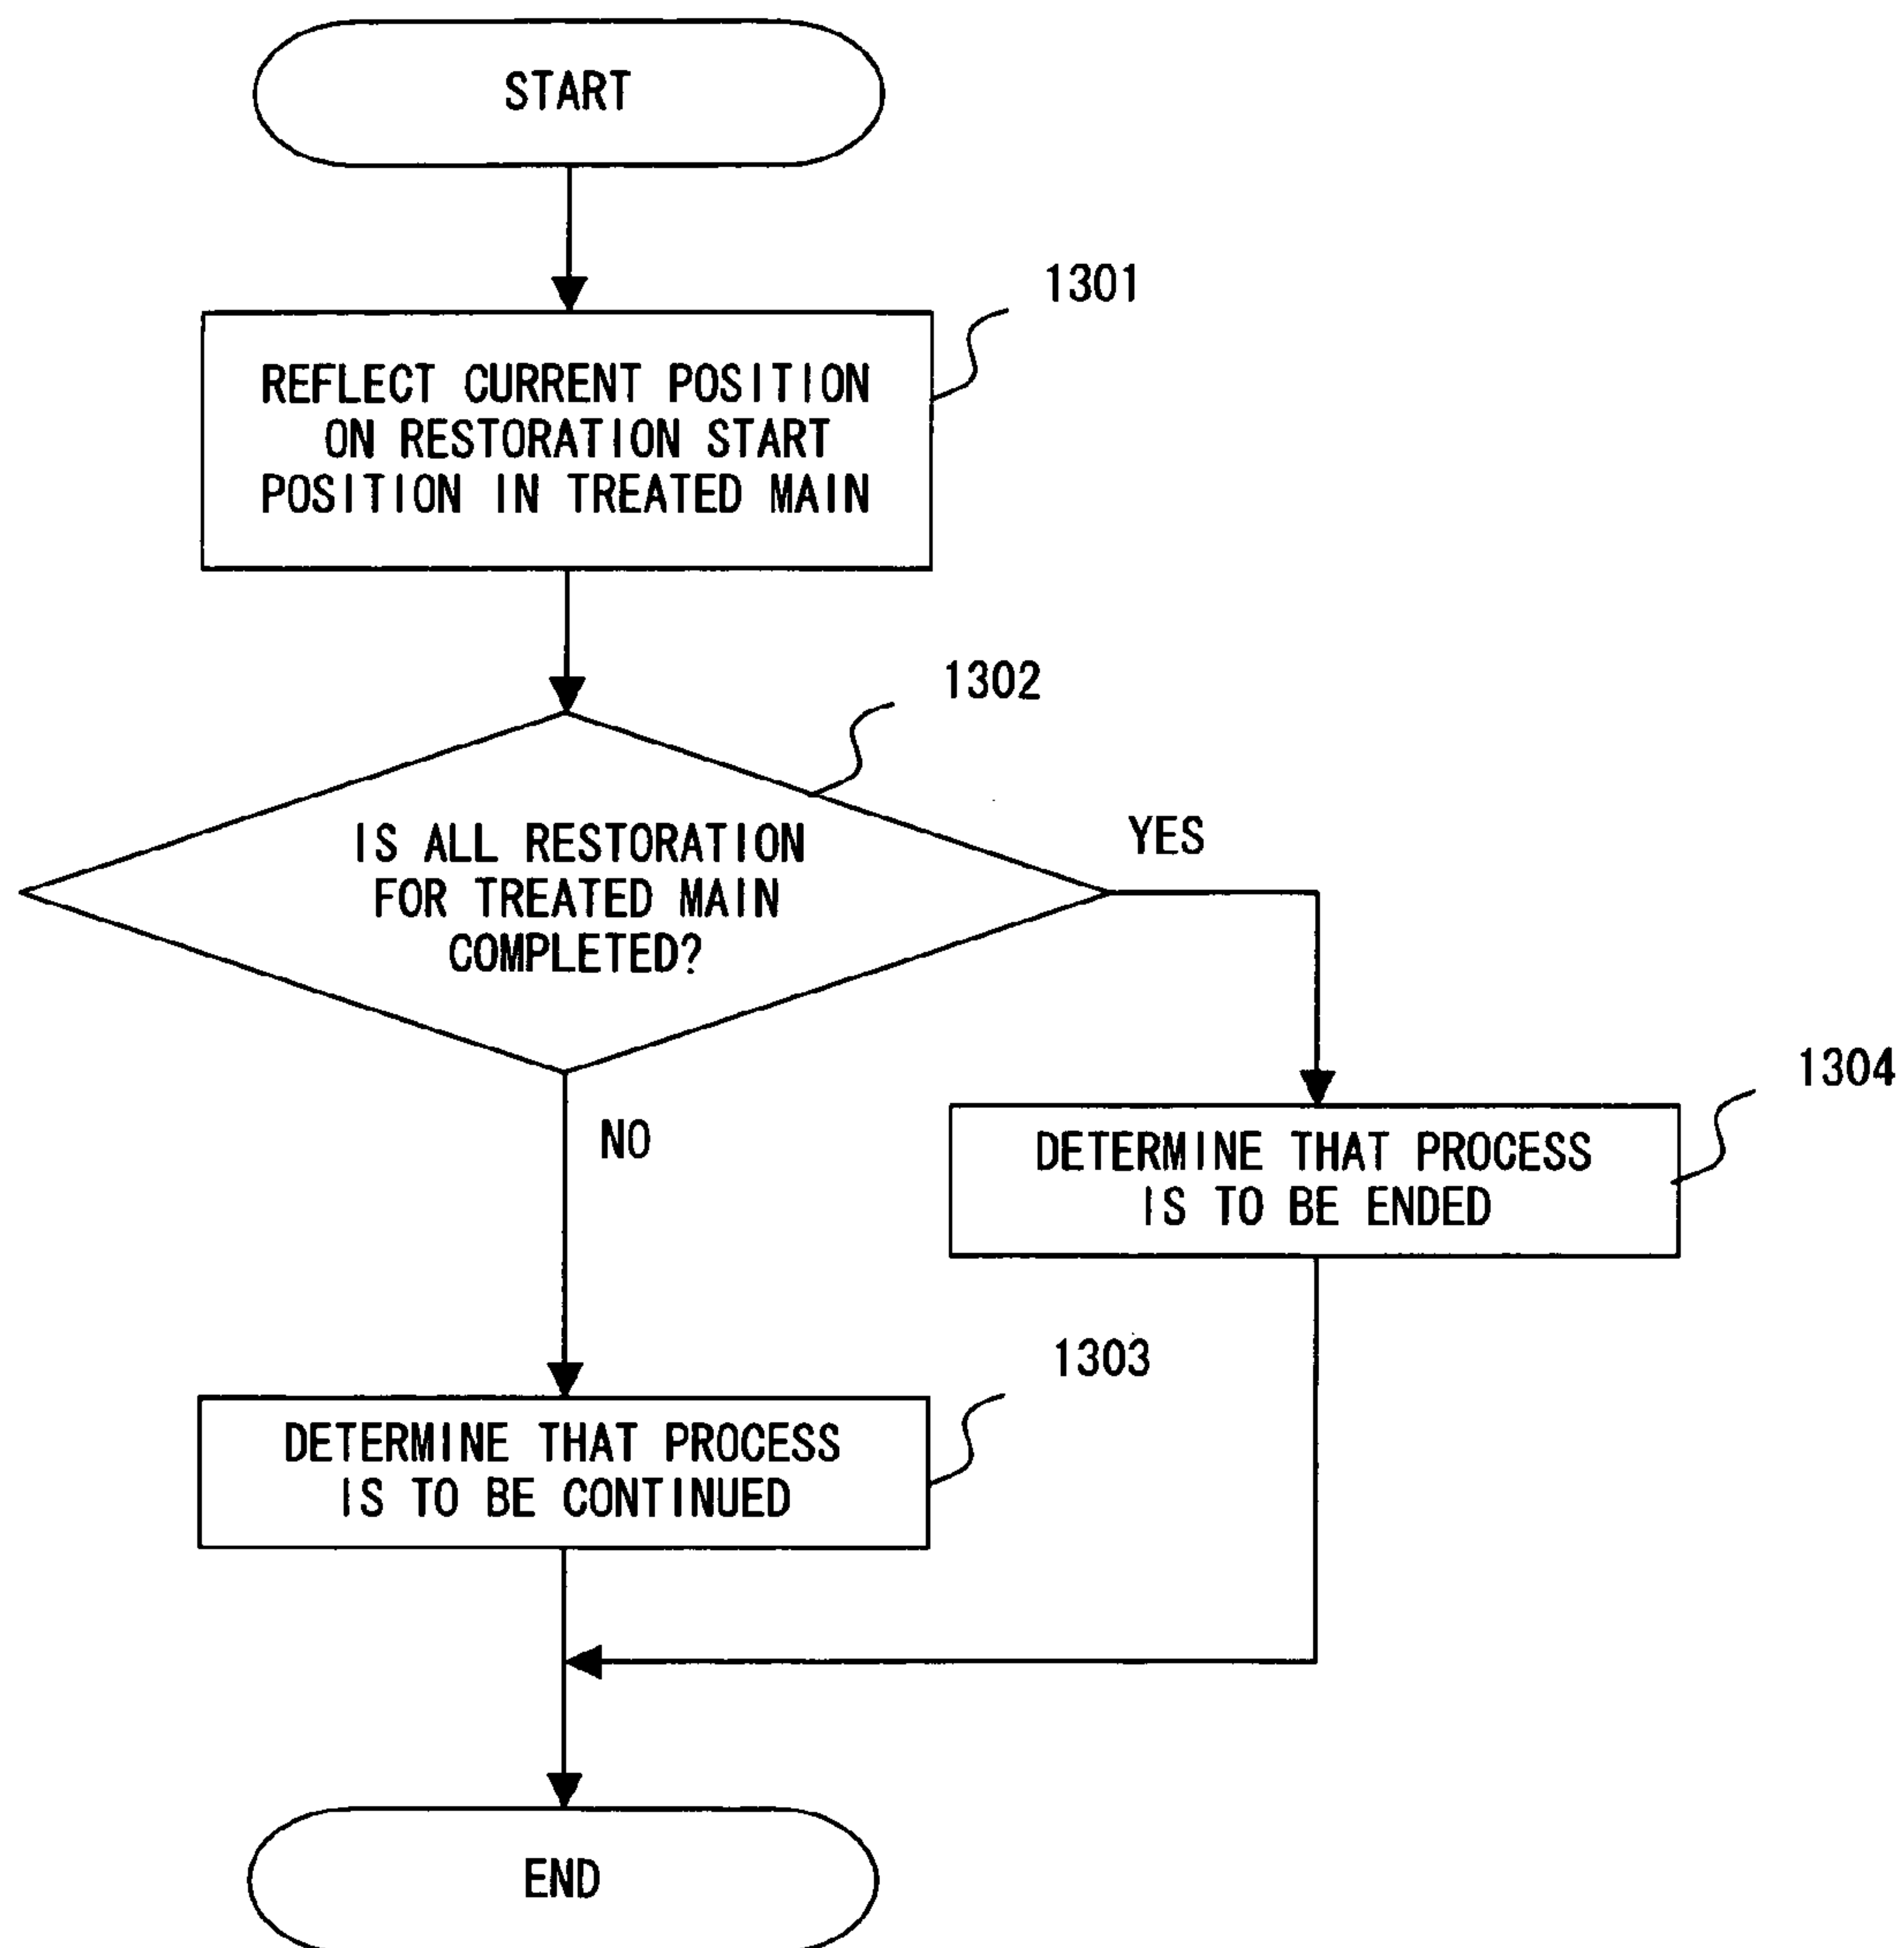 START
1301
REFLECT CURRENT POSITION
ON RESTORATION START
POSITION IN TREATED MAIN
1302
IS ALL RESTORATION
FOR TREATED MAIN
COMPLETED?
YES
NO
1304
DETERMINE THAT PROCESS
IS TO BE ENDED
1303
DETERMINE THAT PROCESS
IS TO BE CONTINUED
END